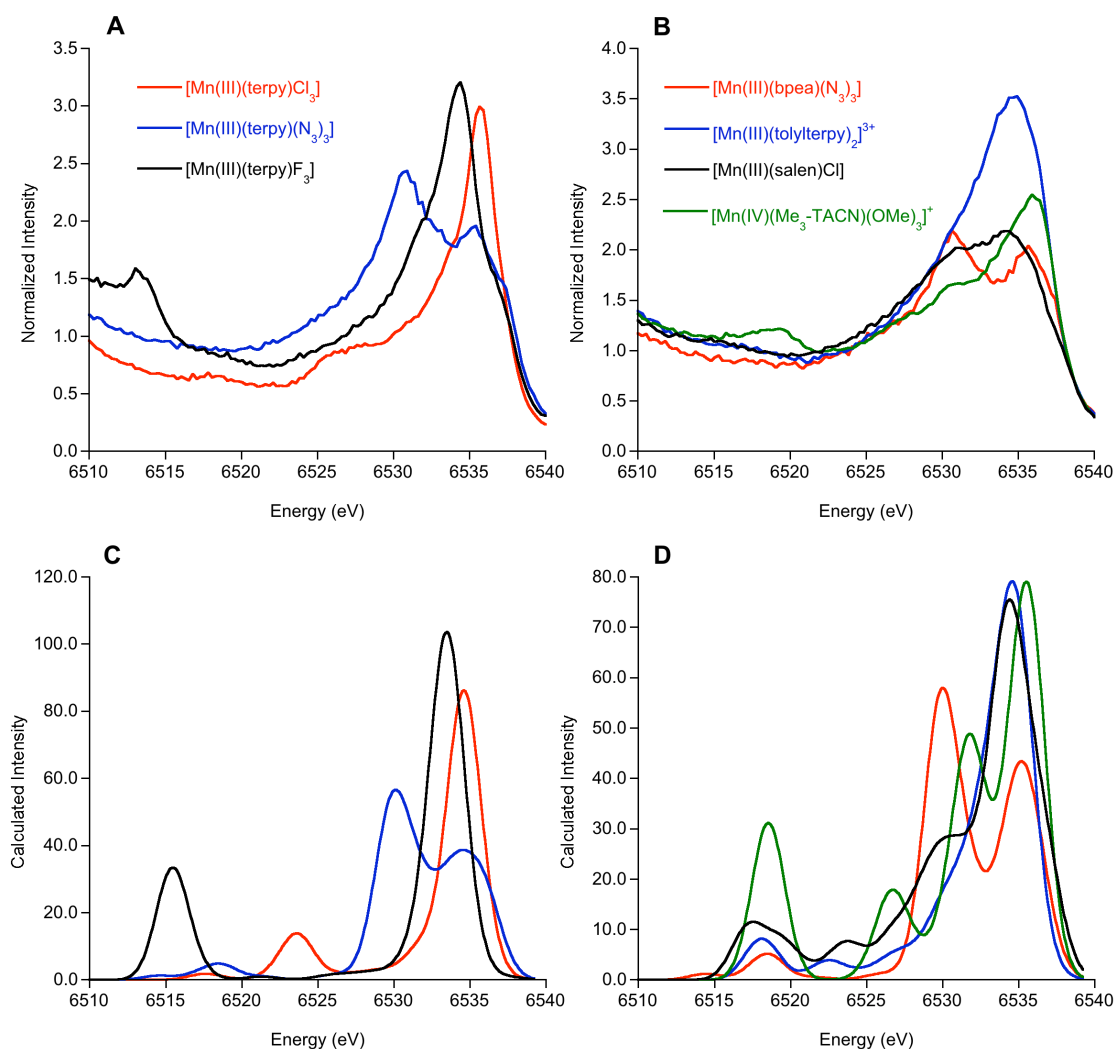 A
3.5
3.0
2.5
2.0
1.5
1.0
0.5
0.0
Normalized Intensity
[Mn(III)(terpy)Cl3]
[Mn(III)(terpy)(N3)3]
[Mn(III)(terpy)F3]
6510 6515 6520 6525 6530 6535 6540
Energy (eV)
B
4.0
3.5
3.0
2.5
2.0
1.5
1.0
0.5
0.0
Normalized Intensity
[Mn(III)(bpea)(N3)3]
[Mn(III)(tolylterpy)2]3+
[Mn(III)(salen)Cl]
[Mn(IV)(Me3-TACN)(OMe)3]+
6510 6515 6520 6525 6530 6535 6540
Energy (eV)
C
120.0
100.0
80.0
60.0
40.0
20.0
0.0
Calculated Intensity
6510 6515 6520 6525 6530 6535 6540
Energy (eV)
D
80.0
70.0
60.0
50.0
40.0
30.0
20.0
10.0
0.0
Calculated Intensity
6510 6515 6520 6525 6530 6535 6540
Energy (eV)